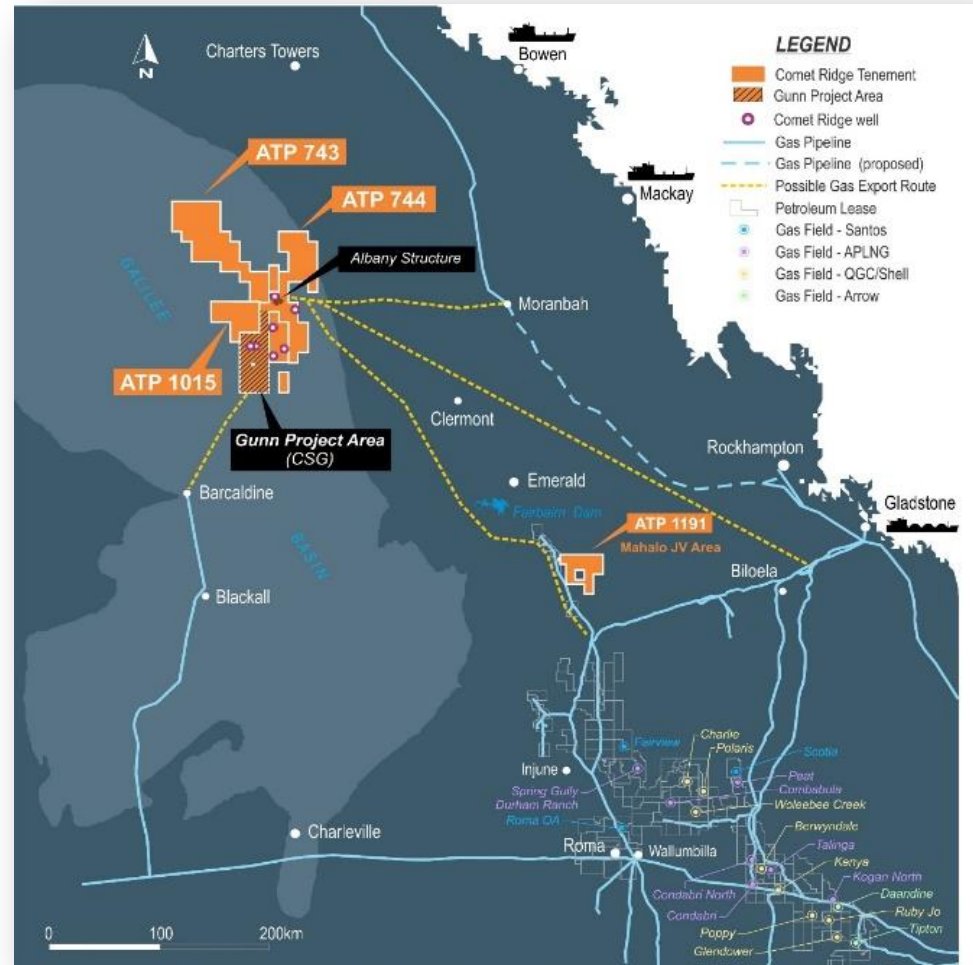 N
Charters Towers
Bowen
LEGEND
Comet Ridge Tenement
Gunn Project Area
Comet Ridge well
Gas Pipeline
Gas Pipeline (proposed)
Possible Gas Export Route
Petroleum Lease
Gas Field - Santos
Gas Field - APLNG
Gas Field - QGC/Shell
Gas Field - Arrow
Mackay
ATP 743
ATP 744
Albany Structure
GALILEE
BASIN
Moranbah
ATP 1015
Gunn Project Area
(CSG)
Clermont
Rockhampton
Emerald
Barcaldine
Fairbairn Dam
Gladstone
ATP 1191
Mahalo JV Area
Biloela
Blackall
Charlie
Polaris
Fairview
Scotia
Injune
Spring Gully
Durham Ranch
Peat
Combabula
Woleebee Creek
Roma OA
Charleville
Berwyndale
Roma
Wallumbilla
Talinga
Kenya
Condabri North
Kogan North
Condabri
Daandine
Poppy
Ruby Jo
Glendower
Tipton
0
100
200km